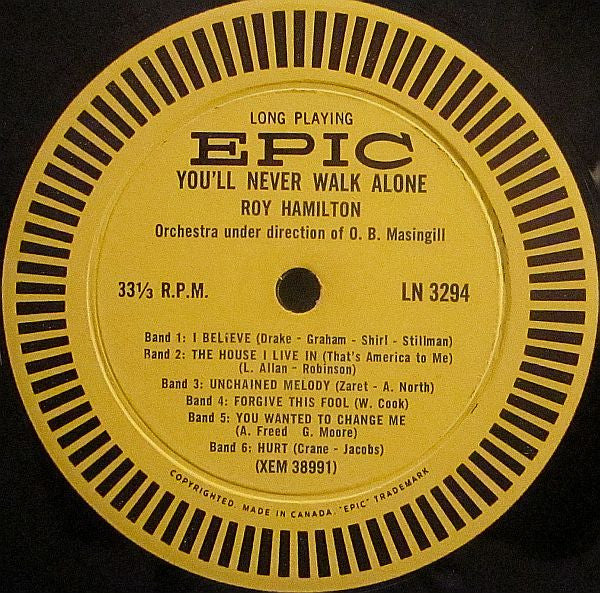 LONG PLAYING
EPIC
YOU'LL NEVER WALK ALONE
ROY HAMILTON
Orchestra under direction of O. B. Masingill
33⅓ R.P.M.
LN 3294
Band 1: I BELIEVE (Drake - Graham - Shirl - Stillman)
Band 2: THE HOUSE I LIVE IN (That's America to Me)
(L. Allan - Robinson)
Band 3: UNCHAINED MELODY (Zaret - A. North)
Band 4: FORGIVE THIS FOOL (W. Cook)
Band 5: YOU WANTED TO CHANGE ME
(A. Freed G. Moore)
Band 6: HURT (Crane - Jacobs)
(XEM 38991)
COPYRIGHTED. MADE IN CANADA. "EPIC" TRADEMARK